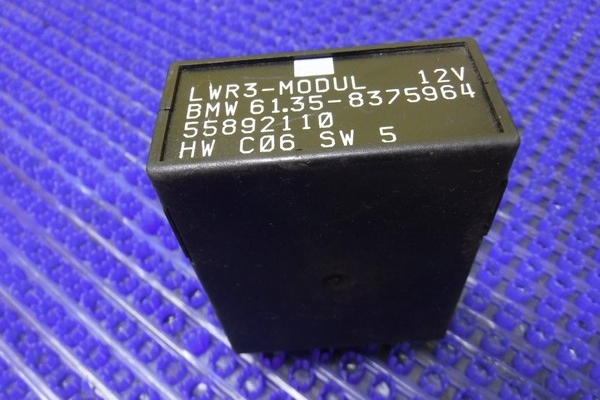 LWR3-MODUL 12V
BMW 61.35-8375964
55892110
HW C06 SW 5